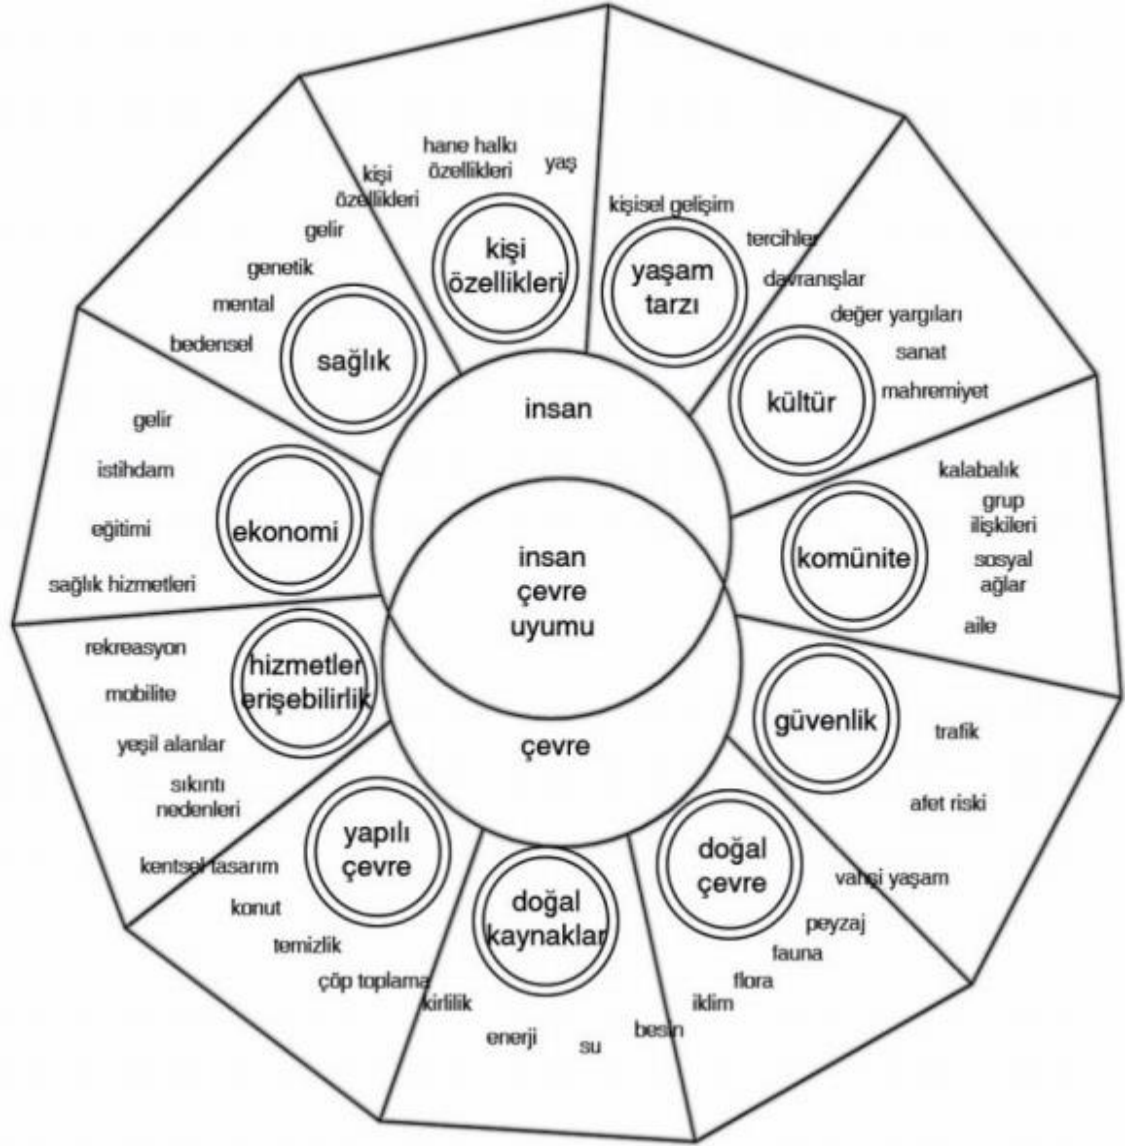 hane halkı
özellikleri
yaş
kişi
özellikleri
kişi
özellikleri
kişisel gelişim
tercihler
davranışlar
yaşam
tarzı
değer yargıları
sanat
mahremiyet
kültür
gelir
genetik
mental
bedensel
sağlık
insan
gelir
istihdam
eğitimi
sağlık hizmetleri
ekonomi
insan
çevre
uyumu
kalabalık
grup
ilişkileri
sosyal
ağlar
aile
komünite
rekreasyon
mobilite
yeşil alanlar
sıkıntı
nedenleri
hizmetler
erişebilirlik
çevre
güvenlik
trafik
afet riski
kentsel tasarım
konut
temizlik
çöp toplama
yapılı
çevre
doğal
kaynaklar
kirlilik
enerji
su
besin
doğal
çevre
vahşi yaşam
peyzaj
fauna
flora
iklim